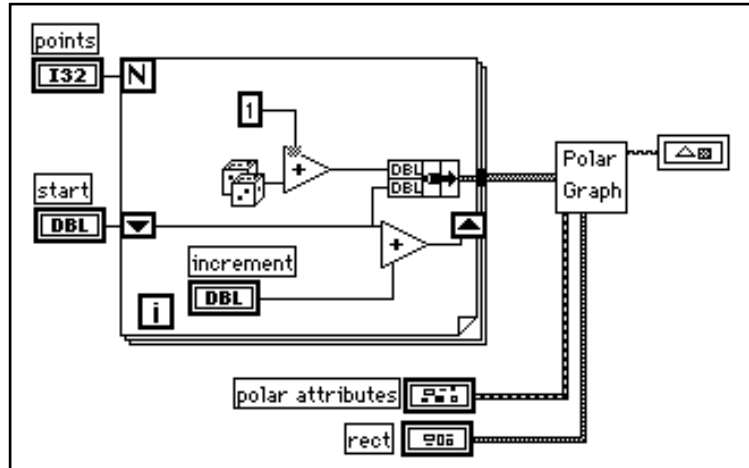 points
I32
N
1
DBL
DBL
Polar
Graph
start
DBL
+
+
increment
DBL
i
polar attributes
rect